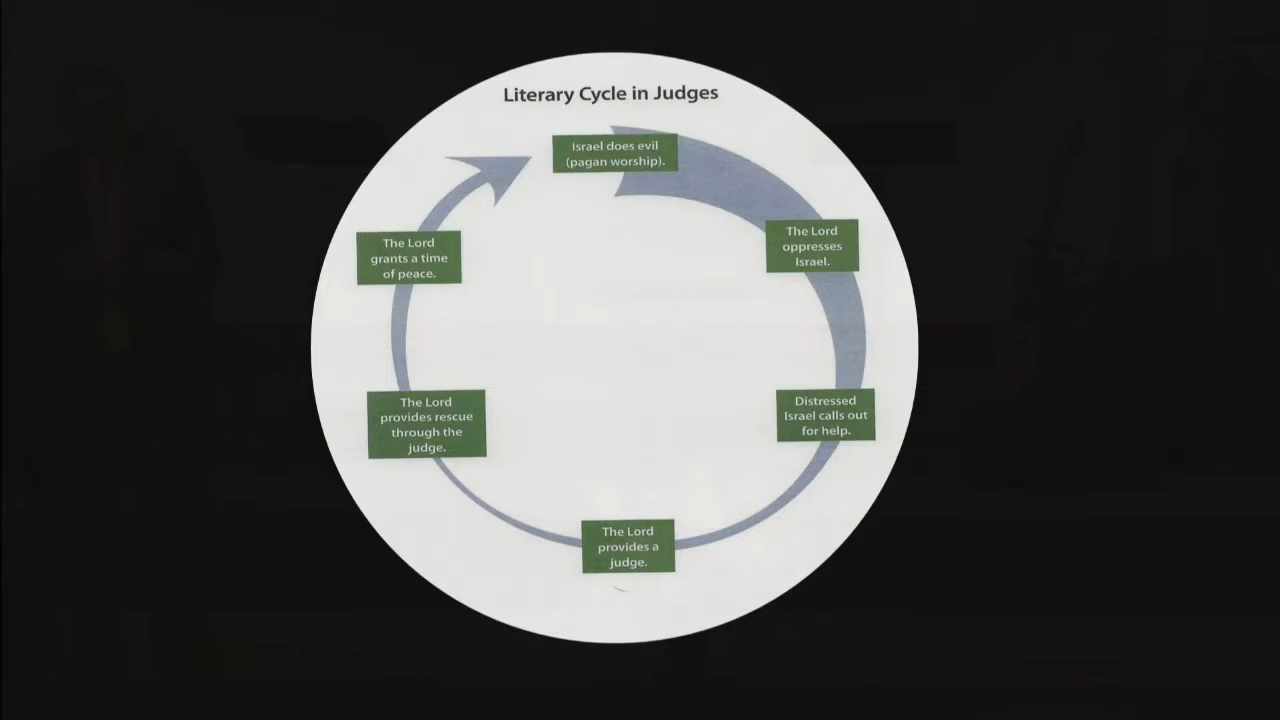 Literary Cycle in Judges
Israel does evil
(pagan worship).
The Lord
oppresses
Israel.
Distressed
Israel calls out
for help.
The Lord
provides a
judge.
The Lord
provides rescue
through the
judge.
The Lord
grants a time
of peace.